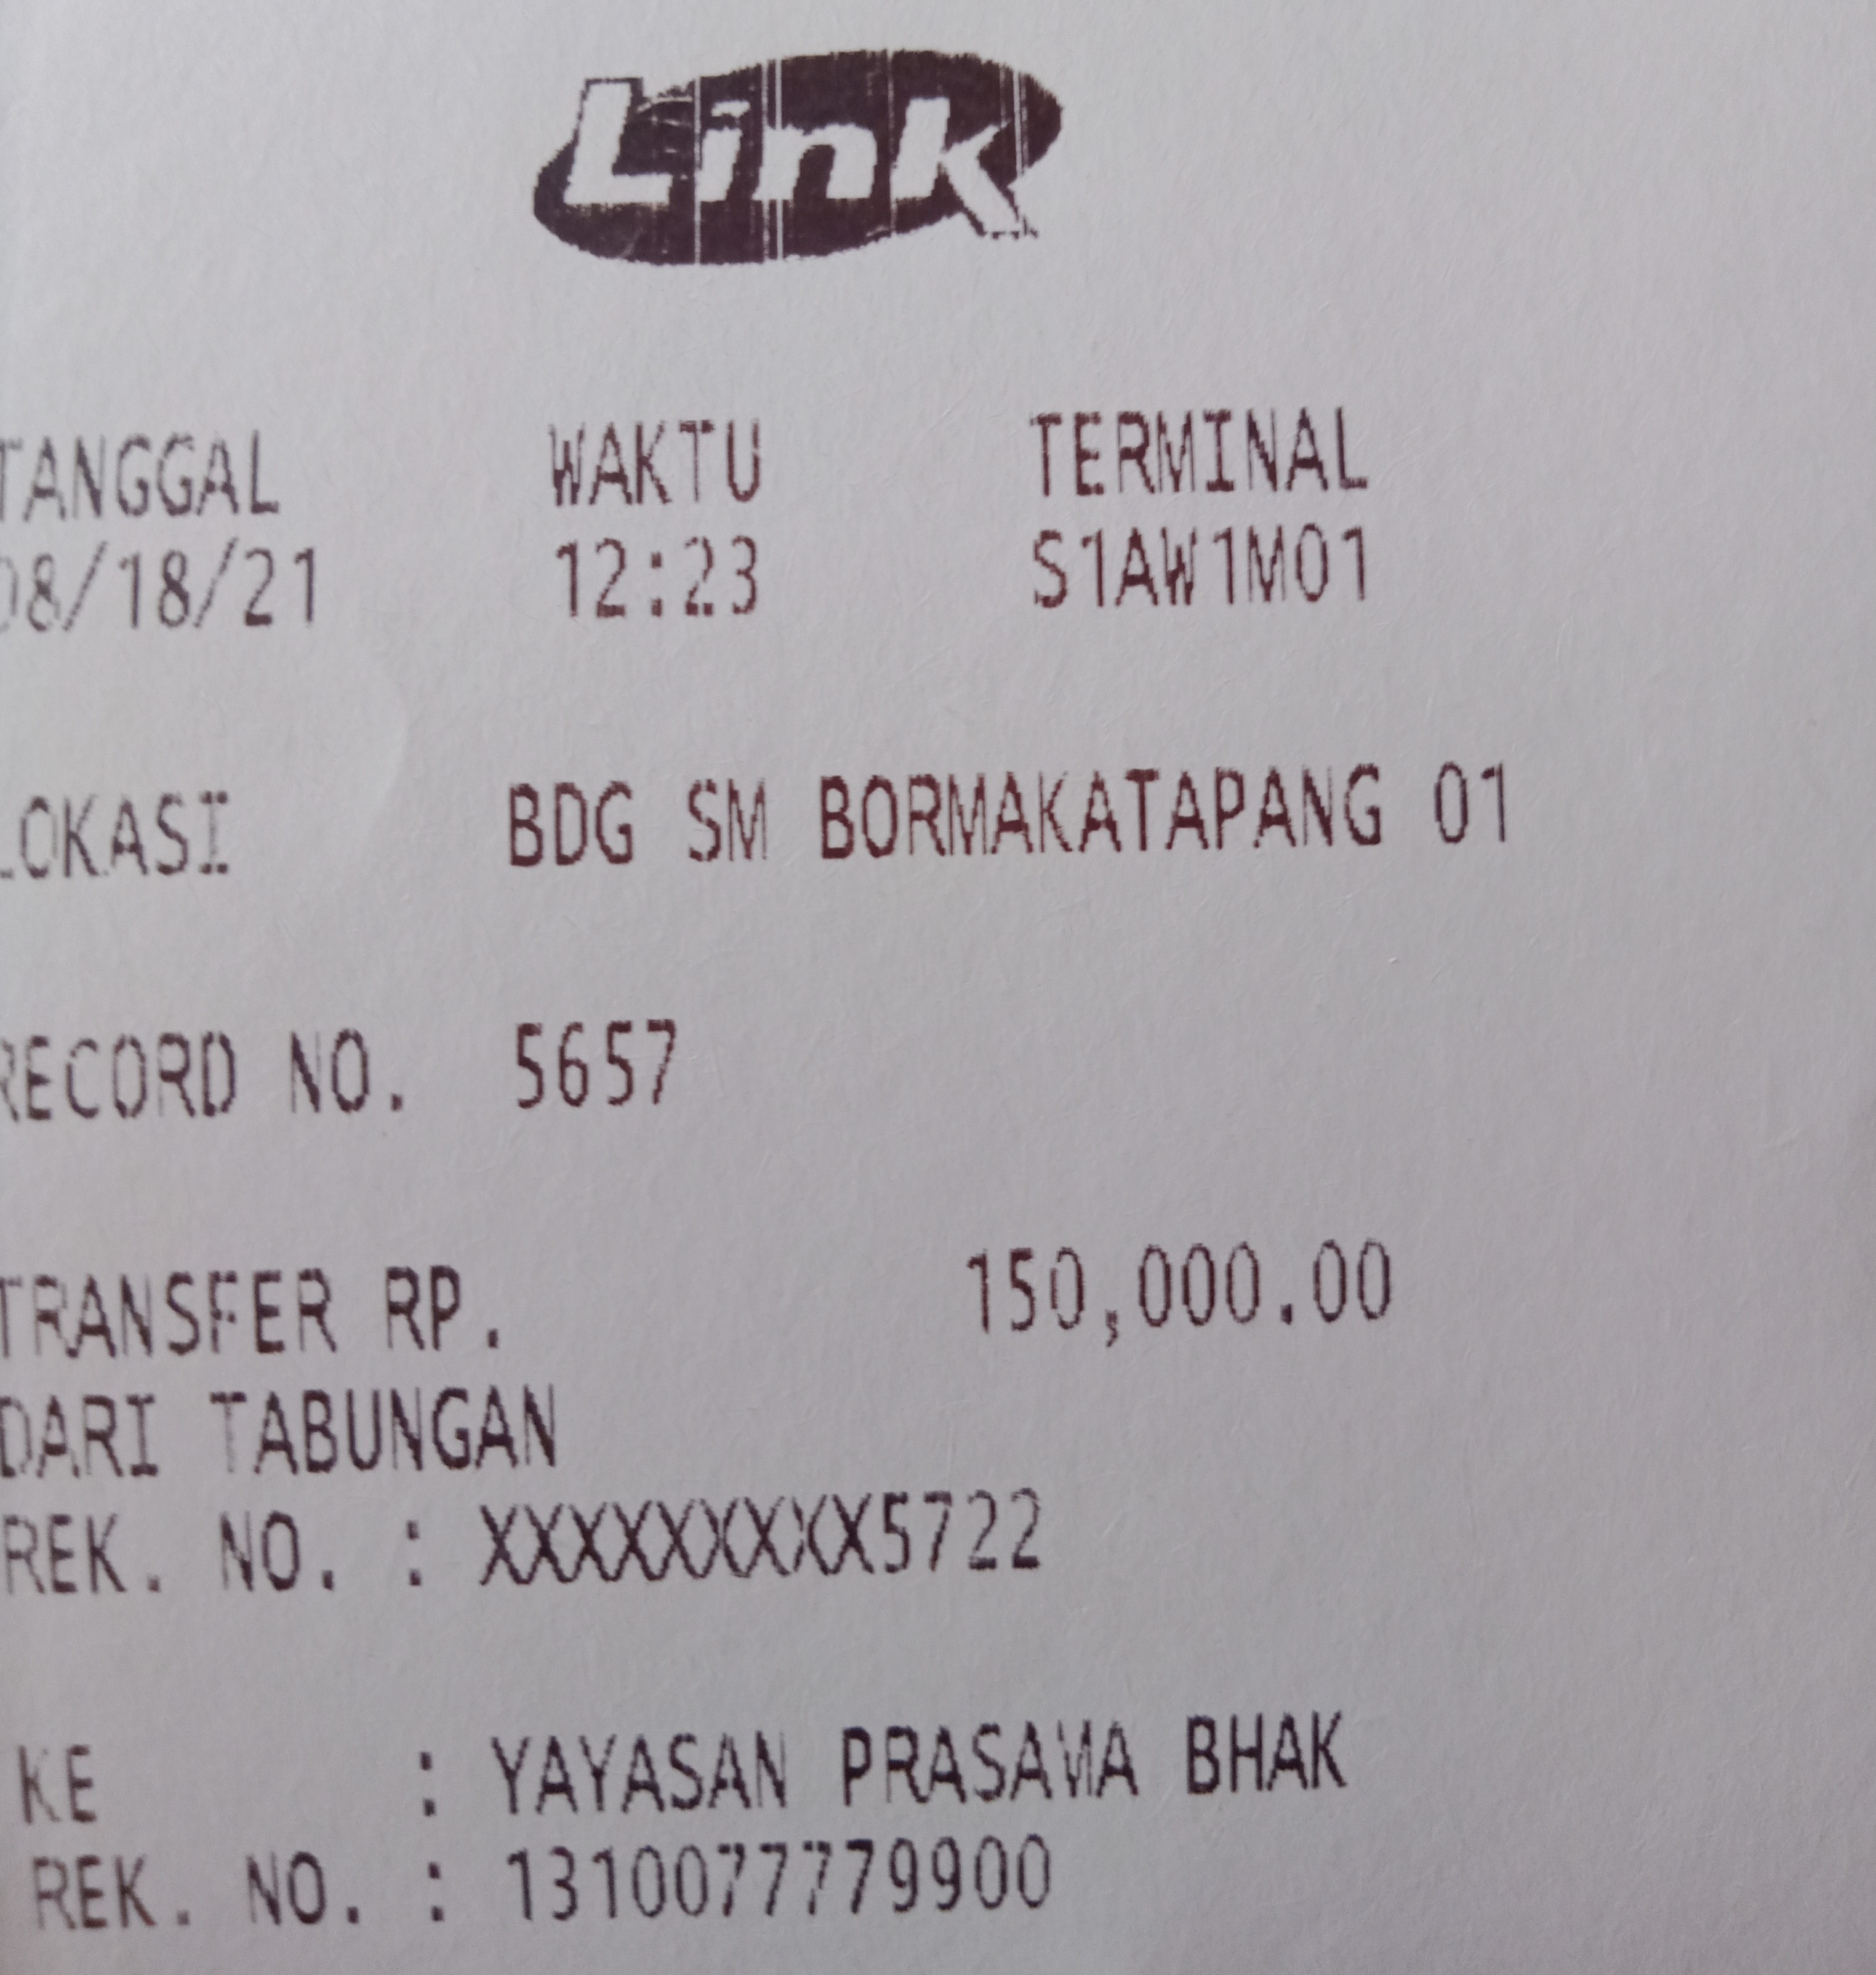 Link
TANGGAL WAKTU TERMINAL
08/18/21 12:23 S1AW1M01
LOKASI BDG SM BORMAKATAPANG 01
RECORD NO. 5657
TRANSFER RP. 150,000.00
DARI TABUNGAN
REK. NO. : XXXXXXXXX5722
KE : YAYASAN PRASAMA BHAK
REK. NO. : 1310077779900